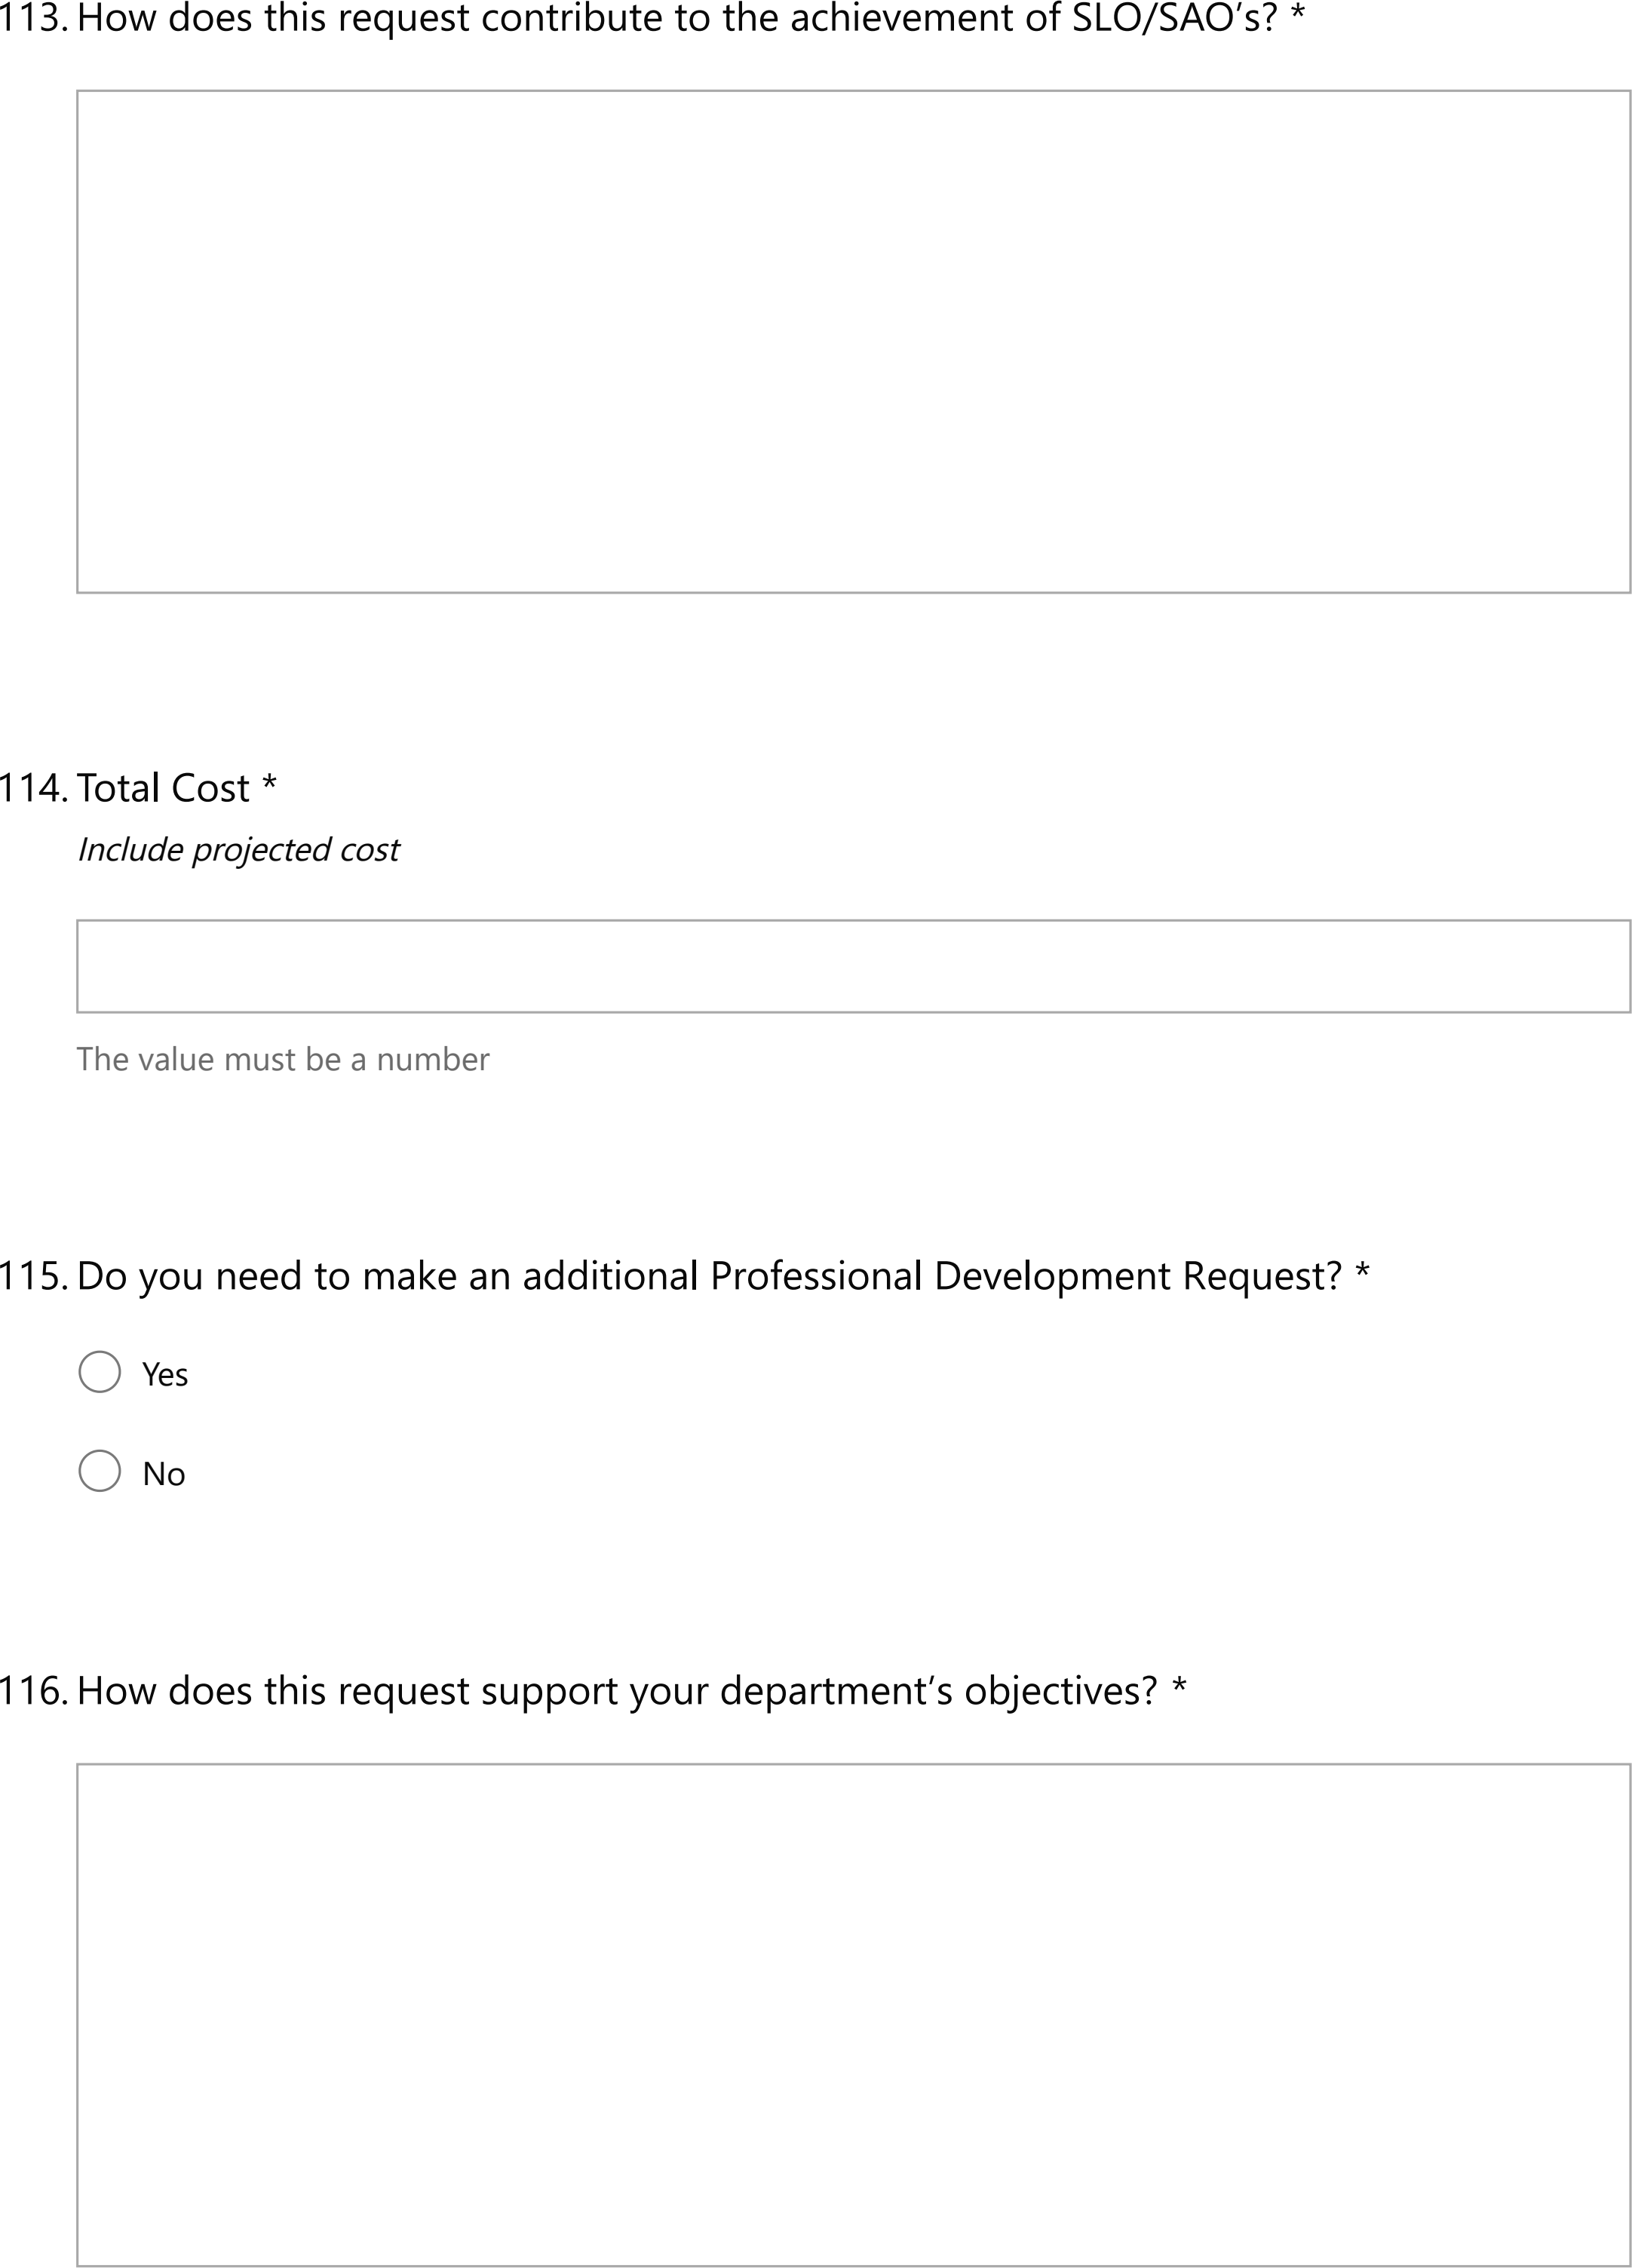 113. How does this request contribute to the achievement of SLO/SAO's? *
114. Total Cost *
Include projected cost
The value must be a number
115. Do you need to make an additional Professional Development Request? *
Yes
No
116. How does this request support your department's objectives? *